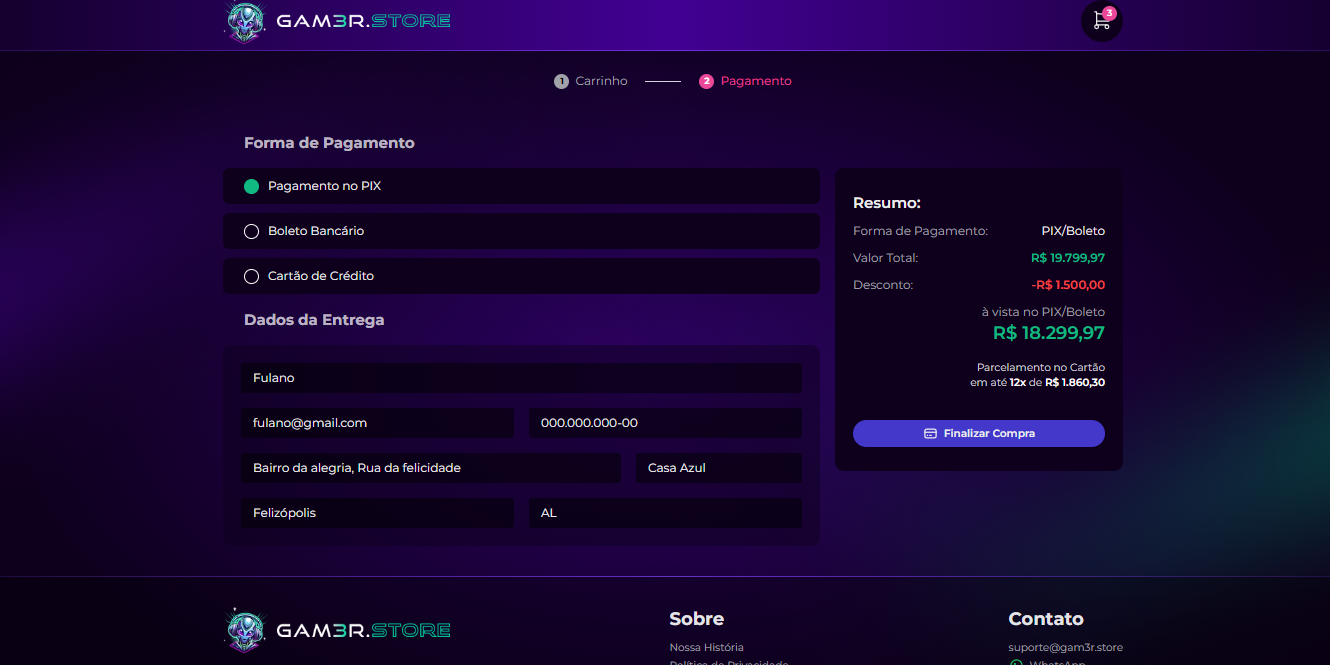 GAM3R.STORE
3
1 Carrinho
2 Pagamento
Forma de Pagamento
Pagamento no PIX
Boleto Bancário
Cartão de Crédito
Dados da Entrega
Fulano
fulano@gmail.com 000.000.000-00
Bairro da alegria, Rua da felicidade Casa Azul
Felizópolis AL
Resumo:
Forma de Pagamento: PIX/Boleto
Valor Total: R$ 19.799,97
Desconto: -R$ 1.500,00
à vista no PIX/Boleto
R$ 18.299,97
Parcelamento no Cartão
em até 12x de R$ 1.860,30
Finalizar Compra
GAM3R.STORE
Sobre
Nossa História
Política de Privacidade
Contato
suporte@gam3r.store
WhatsApp